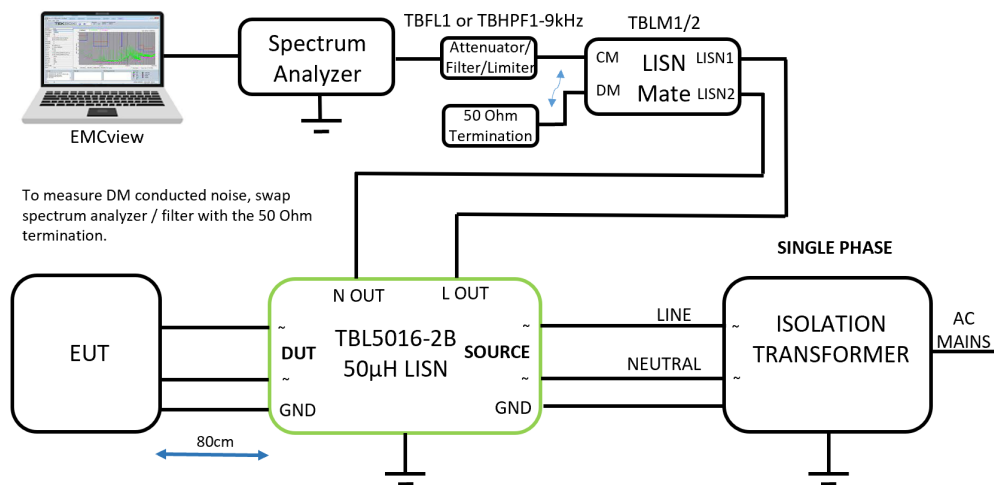 TBFL1 or TBHPF1-9kHz
TBLM1/2
Spectrum
Analyzer
Attenuator/
Filter/Limiter
CM
DM
LISN
Mate
LISN1
LISN2
50 Ohm
Termination
EMCview
To measure DM conducted noise, swap
spectrum analyzer / filter with the 50 Ohm
termination.
SINGLE PHASE
N OUT
L OUT
EUT
~
DUT
~
GND
TBL5016-2B
50µH LISN
~
SOURCE
~
GND
LINE
NEUTRAL
~
~
ISOLATION
TRANSFORMER
AC
MAINS
80cm